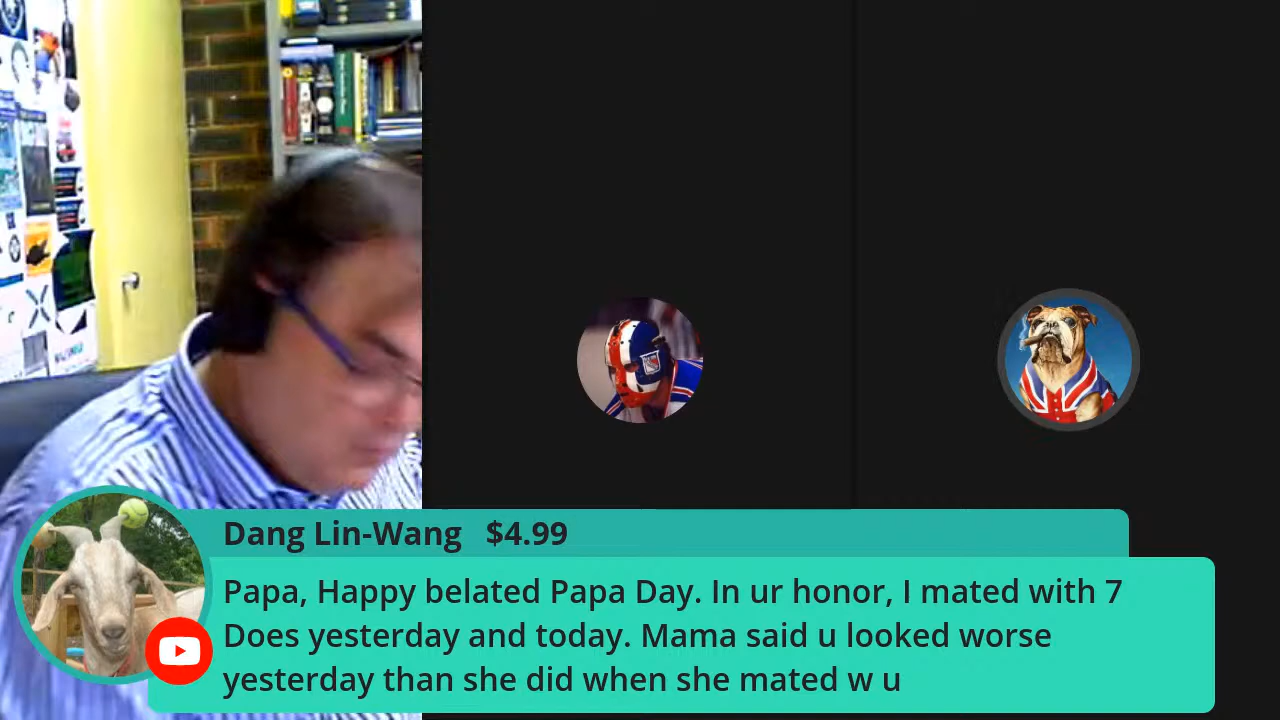 Dang Lin-Wang $4.99
Papa, Happy belated Papa Day. In ur honor, I mated with 7
Does yesterday and today. Mama said u looked worse
yesterday than she did when she mated w u